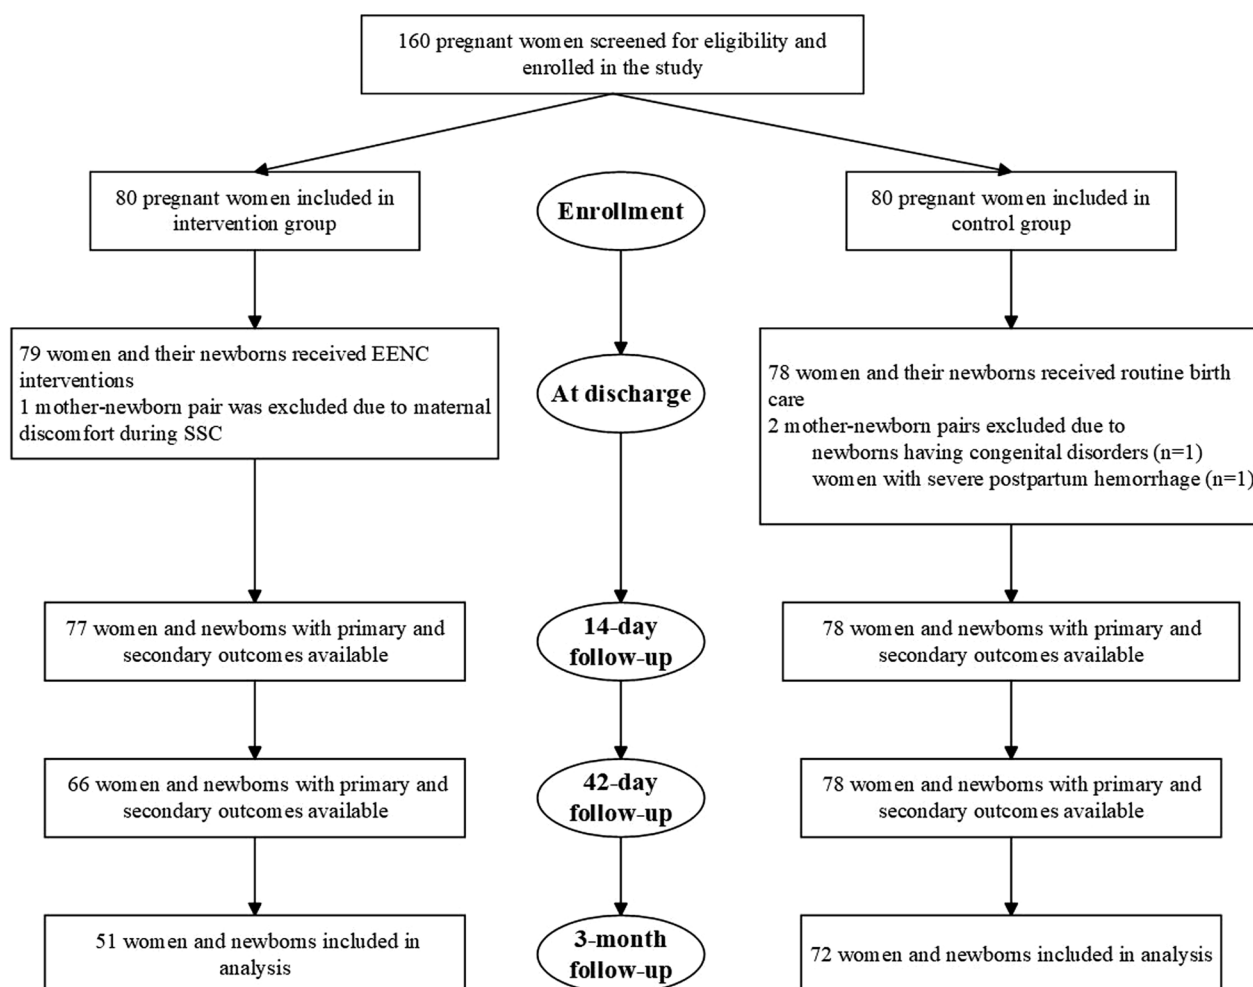 160 pregnant women screened for eligibility and
enrolled in the study
80 pregnant women included in
intervention group
Enrollment
80 pregnant women included in
control group
79 women and their newborns received EENC
interventions
1 mother-newborn pair was excluded due to maternal
discomfort during SSC
At discharge
78 women and their newborns received routine birth
care
2 mother-newborn pairs excluded due to
newborns having congenital disorders (n=1)
women with severe postpartum hemorrhage (n=1)
77 women and newborns with primary and
secondary outcomes available
14-day
follow-up
78 women and newborns with primary and
secondary outcomes available
66 women and newborns with primary and
secondary outcomes available
42-day
follow-up
78 women and newborns with primary and
secondary outcomes available
51 women and newborns included in
analysis
3-month
follow-up
72 women and newborns included in analysis